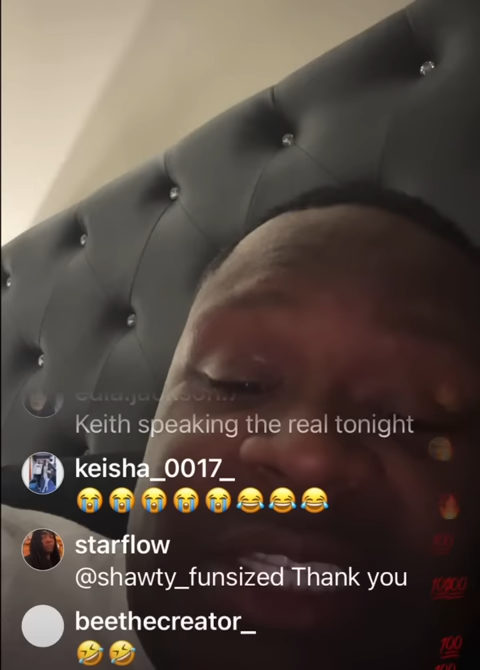 Keith speaking the real tonight
keisha_0017_
😭😭😭😭😭😂😂😂
starflow
@shawty_funsized Thank you
beethecreator_
🤣🤣
💯